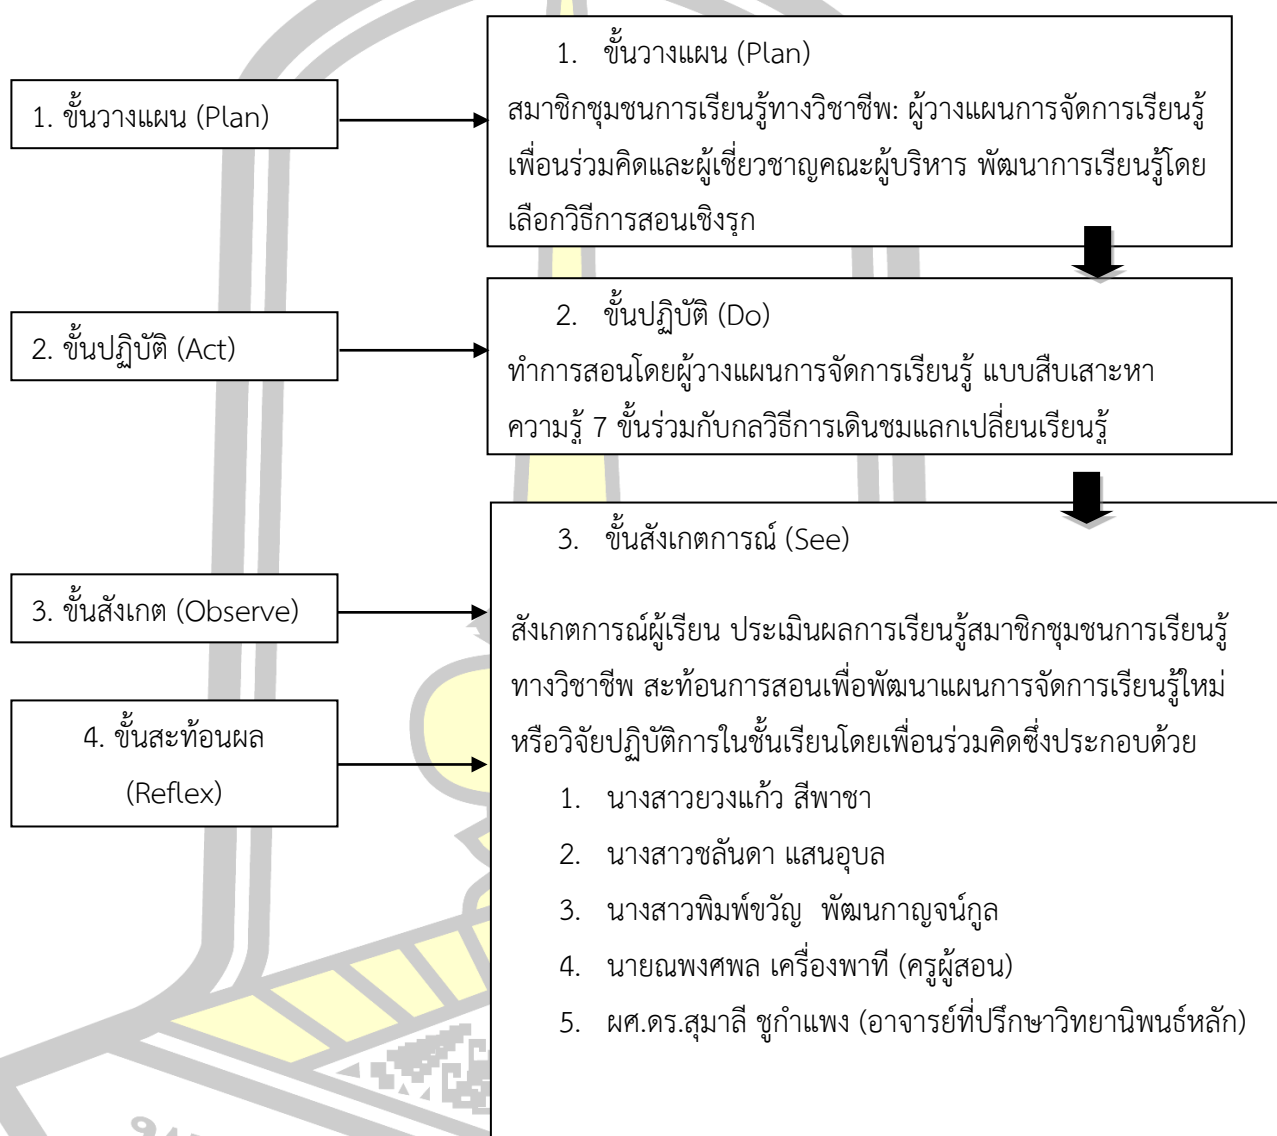 1. ขั้นวางแผน (Plan)
1. ขั้นวางแผน (Plan)
สมาชิกชุมชนการเรียนรู้ทางวิชาชีพ: ผู้วางแผนการจัดการเรียนรู้
เพื่อนร่วมคิดและผู้เชี่ยวชาญคณะผู้บริหาร พัฒนาการเรียนรู้โดย
เลือกวิธีการสอนเชิงรุก
2. ขั้นปฏิบัติ (Act)
2. ขั้นปฏิบัติ (Do)
ทำการสอนโดยผู้วางแผนการจัดการเรียนรู้ แบบสืบเสาะหา
ความรู้ 7 ขั้นร่วมกับกลวิธีการเดินชมแลกเปลี่ยนเรียนรู้
3. ขั้นสังเกต (Observe)
4. ขั้นสะท้อนผล
(Reflex)
3. ขั้นสังเกตการณ์ (See)
สังเกตการณ์ผู้เรียน ประเมินผลการเรียนรู้สมาชิกชุมชนการเรียนรู้
ทางวิชาชีพ สะท้อนการสอนเพื่อพัฒนาแผนการจัดการเรียนรู้ใหม่
หรือวิจัยปฏิบัติการในชั้นเรียนโดยเพื่อนร่วมคิดซึ่งประกอบด้วย
1. นางสาวยวงแก้ว สีพาชา
2. นางสาวชลันดา แสนอุบล
3. นางสาวพิมพ์ขวัญ พัฒนกาญจน์กูล
4. นายณพงศพล เครื่องพาที (ครูผู้สอน)
5. ผศ.ดร.สุมาลี ชูกำแพง (อาจารย์ที่ปรึกษาวิทยานิพนธ์หลัก)